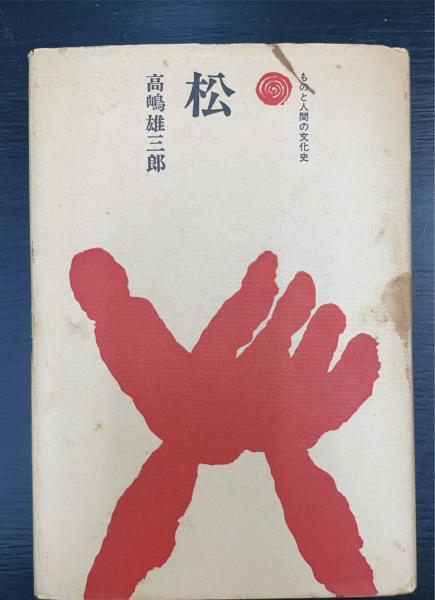 ものと人間の文化史
松
高嶋雄三郎